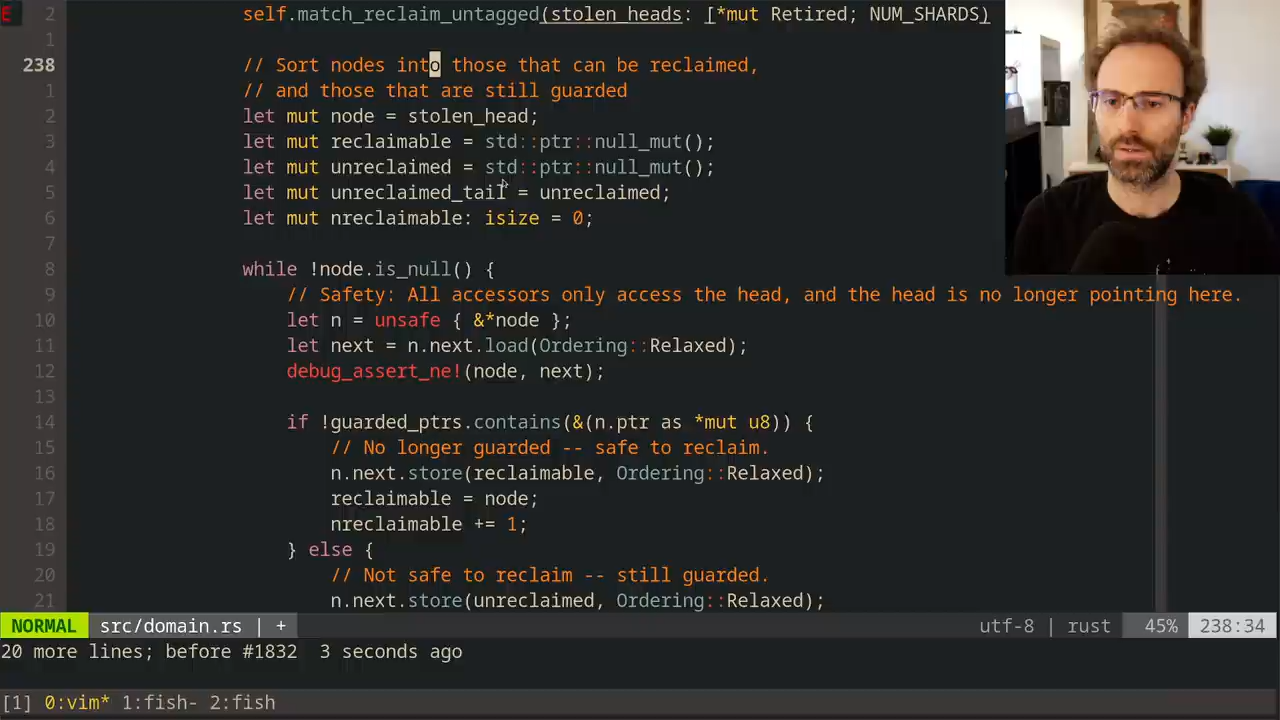 E 2 self.match_reclaim_untagged(stolen_heads: [*mut Retired; NUM_SHARDS)
1
238 // Sort nodes into those that can be reclaimed,
1 // and those that are still guarded
2 let mut node = stolen_head;
3 let mut reclaimable = std::ptr::null_mut();
4 let mut unreclaimed = std::ptr::null_mut();
5 let mut unreclaimed_tail = unreclaimed;
6 let mut nreclaimable: isize = 0;
7
8 while !node.is_null() {
9 // Safety: All accessors only access the head, and the head is no longer pointing here.
10 let n = unsafe { &*node };
11 let next = n.next.load(Ordering::Relaxed);
12 debug_assert_ne!(node, next);
13
14 if !guarded_ptrs.contains(&(n.ptr as *mut u8)) {
15 // No longer guarded -- safe to reclaim.
16 n.next.store(reclaimable, Ordering::Relaxed);
17 reclaimable = node;
18 nreclaimable += 1;
19 } else {
20 // Not safe to reclaim -- still guarded.
21 n.next.store(unreclaimed, Ordering::Relaxed);
NORMAL src/domain.rs | + utf-8 | rust 45% 238:34
20 more lines; before #1832 3 seconds ago
[1] 0:vim* 1:fish- 2:fish